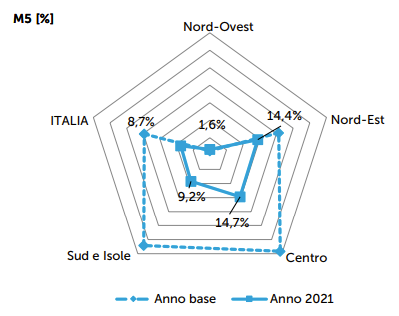 M5 [%]
Nord-Ovest
ITALIA
8,7%
1,6%
14,4%
Nord-Est
9,2%
14,7%
Sud e Isole
Centro
Anno base
Anno 2021